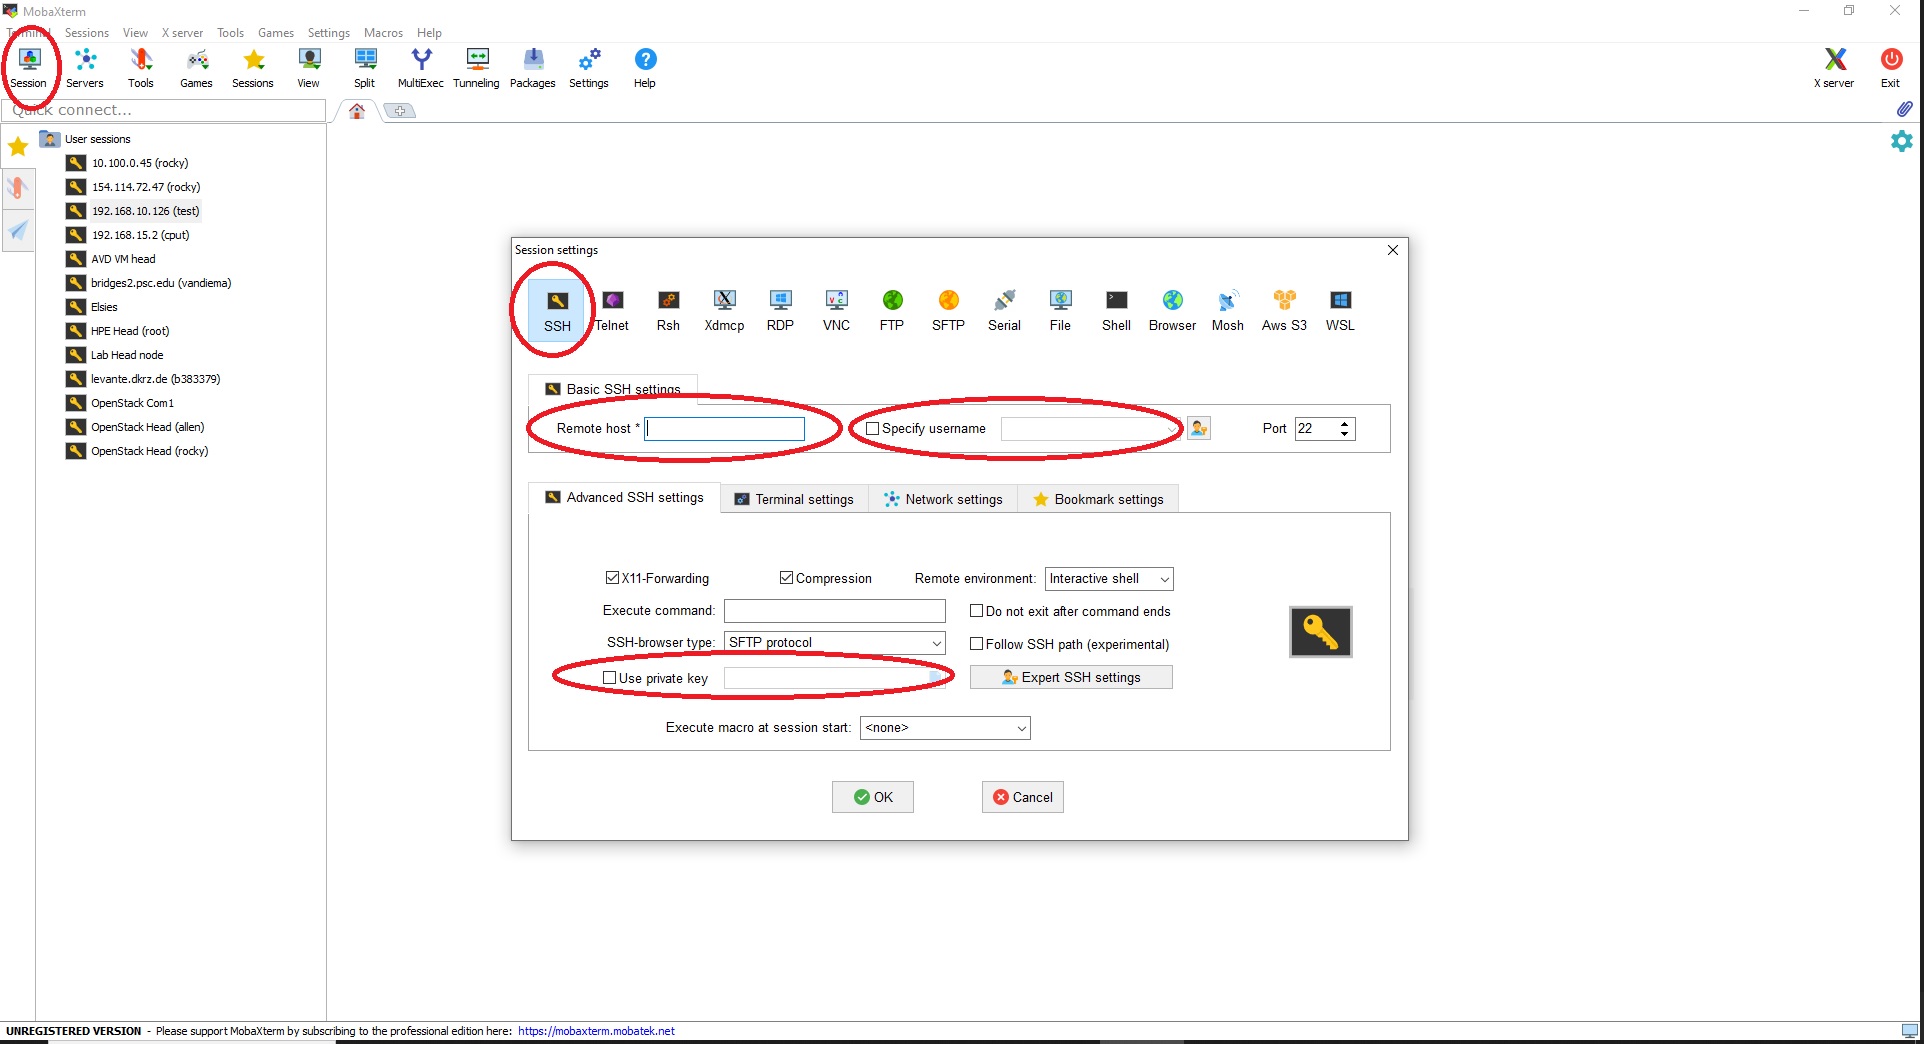 MobaXterm
Terminal Sessions View X server Tools Games Settings Macros Help
Session Servers Tools Games Sessions View Split MultiExec Tunneling Packages Settings Help X server Exit
Quick connect...
User sessions
10.100.0.45 (rocky)
154.114.72.47 (rocky)
192.168.10.126 (test)
192.168.15.2 (cput)
AVD VM head
bridges2.psc.edu (vandiema)
Elsies
HPE Head (root)
Lab Head node
levante.dkrz.de (b383379)
OpenStack Com1
OpenStack Head (allen)
OpenStack Head (rocky)
Session settings
SSH Telnet Rsh Xdmcp RDP VNC FTP SFTP Serial File Shell Browser Mosh Aws S3 WSL
Basic SSH settings
Remote host * Specify username Port 22
Advanced SSH settings Terminal settings Network settings Bookmark settings
X11-Forwarding Compression Remote environment: Interactive shell
Execute command: Do not exit after command ends
SSH-browser type: SFTP protocol Follow SSH path (experimental)
Use private key Expert SSH settings
Execute macro at session start: <none>
OK Cancel
UNREGISTERED VERSION - Please support MobaXterm by subscribing to the professional edition here: https://mobaxterm.mobatek.net